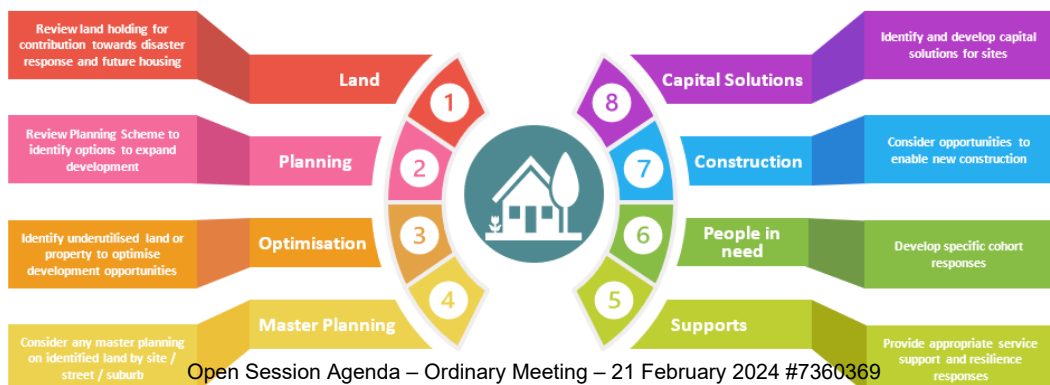 Review land holding for
contribution towards disaster
response and future housing
Land
1
Review Planning Scheme to
identify options to expand
development
Planning
2
Identify underutilised land or
property to optimise
development opportunities
Optimisation
3
Consider any master planning
on identified land by site /
street / suburb
Master Planning
4
8
Capital Solutions
Identify and develop capital
solutions for sites
7
Construction
Consider opportunities to
enable new construction
6
People in
need
Develop specific cohort
responses
5
Supports
Provide appropriate service
support and resilience
responses
Open Session Agenda – Ordinary Meeting – 21 February 2024 #7360369